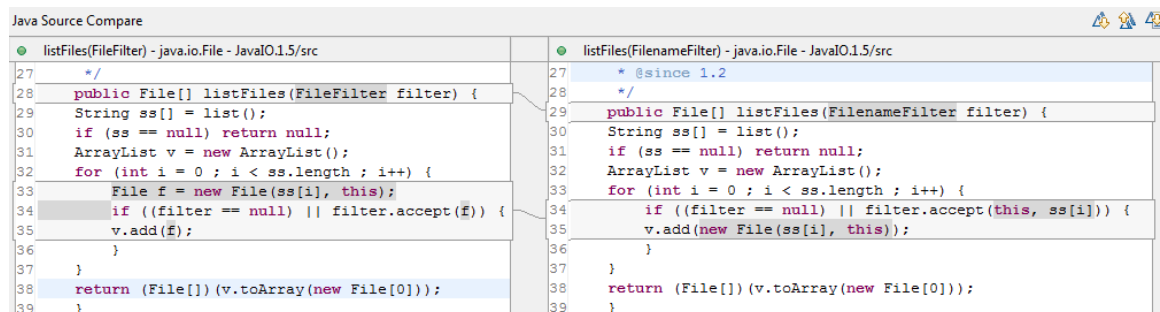 Java Source Compare
listFiles(FileFilter) - java.io.File - JavaIO.1.5/src
27 */
28 public File[] listFiles(FileFilter filter) {
29 String ss[] = list();
30 if (ss == null) return null;
31 ArrayList v = new ArrayList();
32 for (int i = 0 ; i < ss.length ; i++) {
33 File f = new File(ss[i], this);
34 if ((filter == null) || filter.accept(f)) {
35 v.add(f);
36 }
37 }
38 return (File[])(v.toArray(new File[0]));
39 }
listFiles(FilenameFilter) - java.io.File - JavaIO.1.5/src
27 * @since 1.2
28 */
29 public File[] listFiles(FilenameFilter filter) {
30 String ss[] = list();
31 if (ss == null) return null;
32 ArrayList v = new ArrayList();
33 for (int i = 0 ; i < ss.length ; i++) {
34 if ((filter == null) || filter.accept(this, ss[i])) {
35 v.add(new File(ss[i], this));
36 }
37 }
38 return (File[])(v.toArray(new File[0]));
39 }